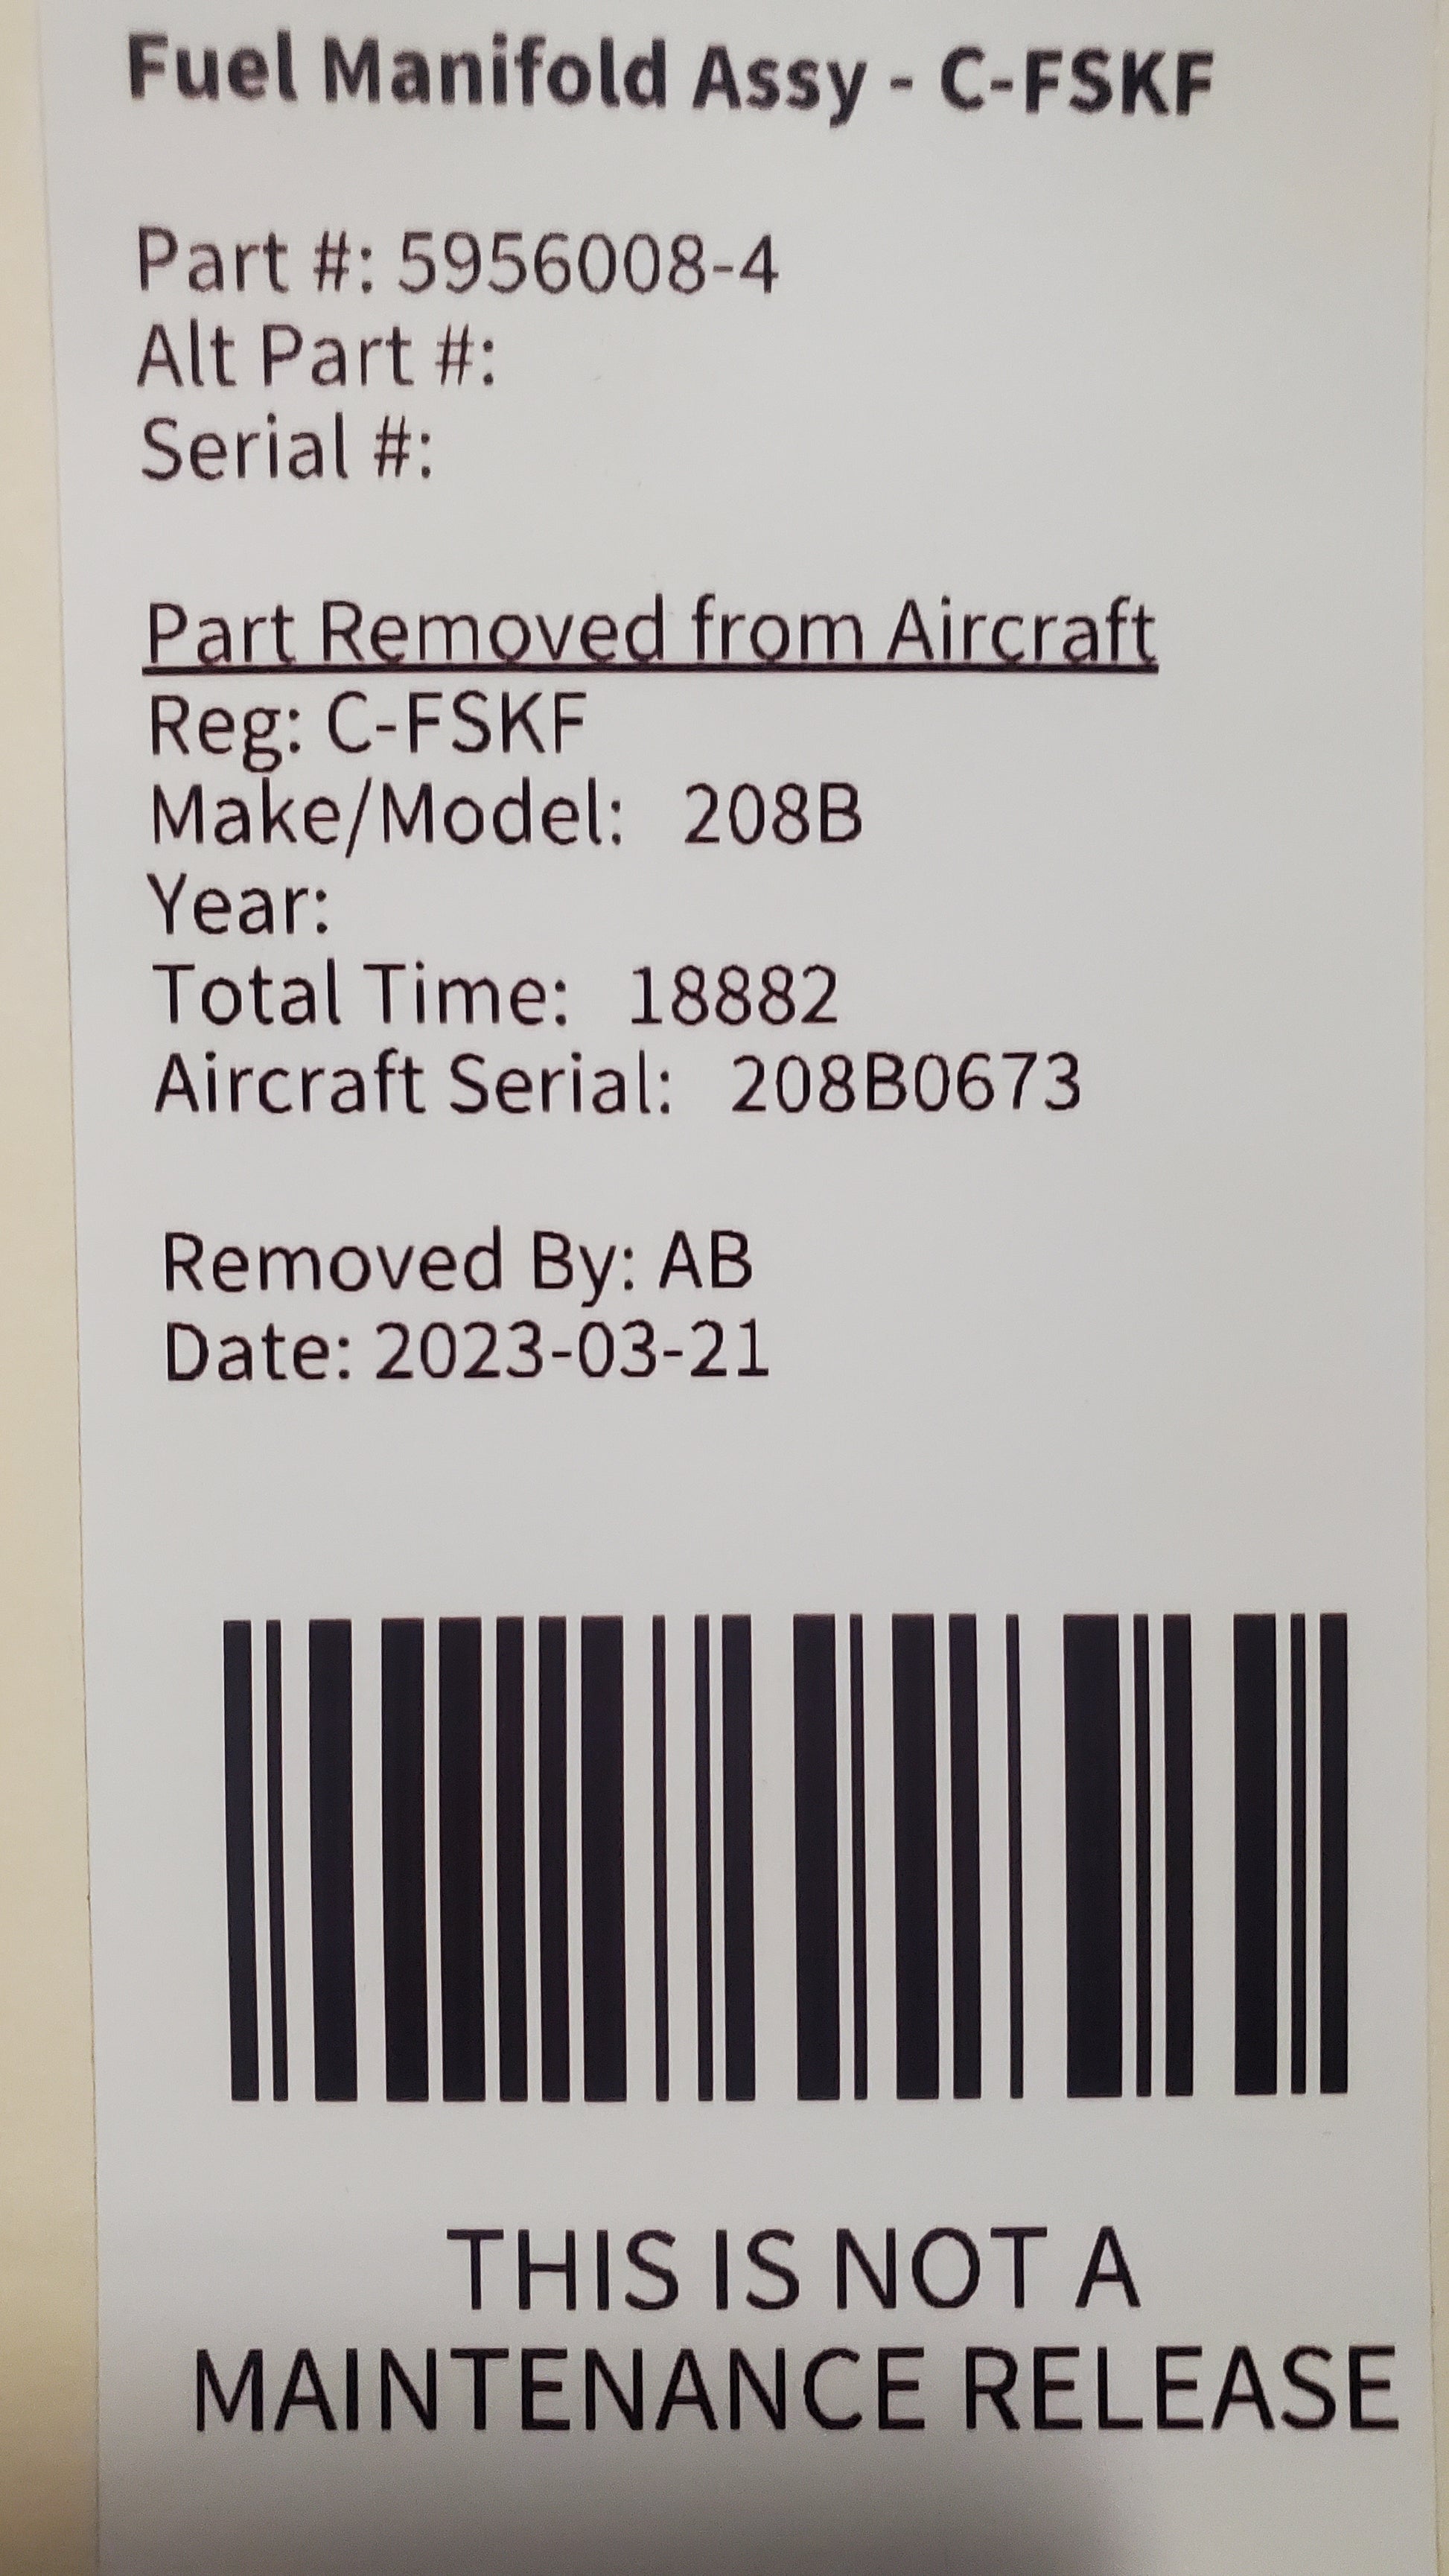 Fuel Manifold Assy - C-FSKF
Part #: 5956008-4
Alt Part #:
Serial #:
Part Removed from Aircraft
Reg: C-FSKF
Make/Model: 208B
Year:
Total Time: 18882
Aircraft Serial: 208B0673
Removed By: AB
Date: 2023-03-21
THIS IS NOT A
MAINTENANCE RELEASE